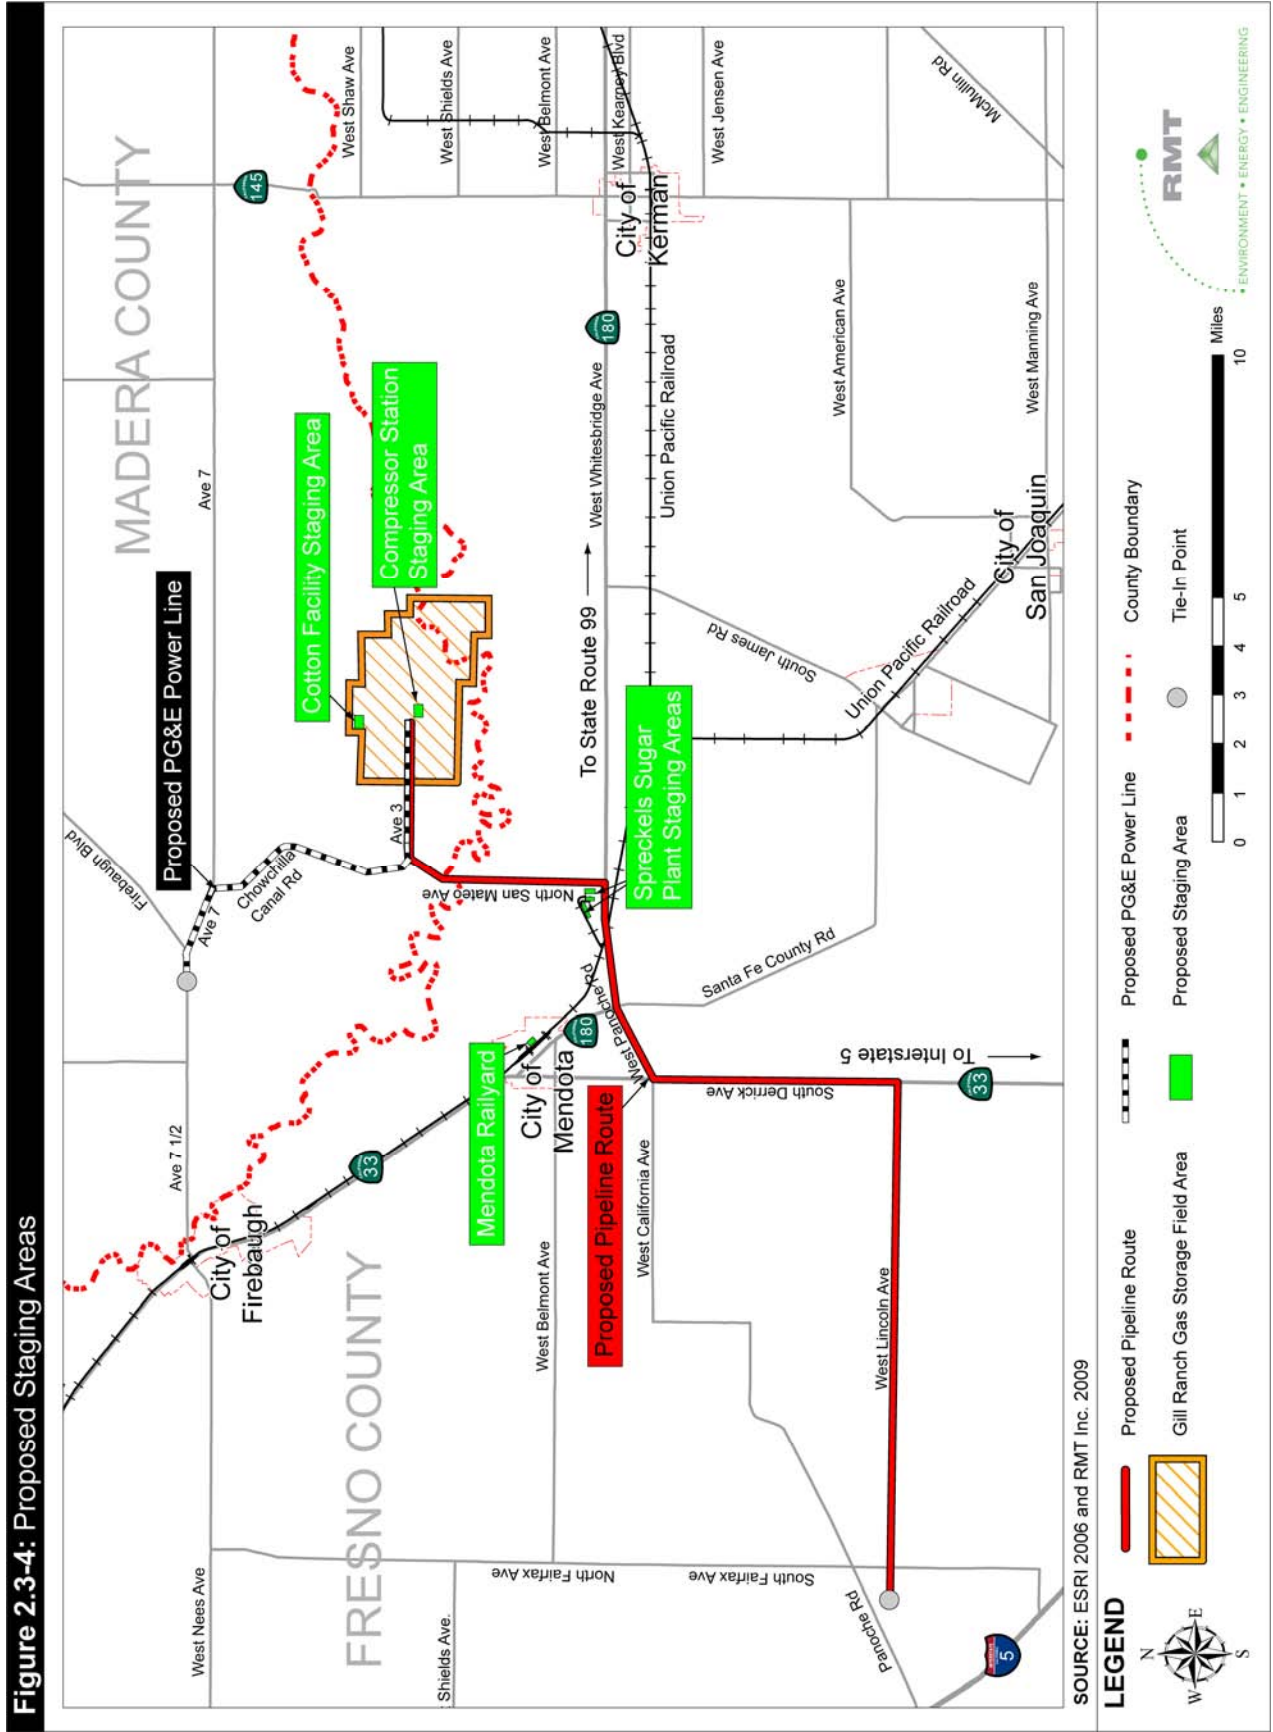 Figure 2.3-4: Proposed Staging Areas
MADERA COUNTY
FRESNO COUNTY
Firebaugh Blvd
Proposed PG&E Power Line
Ave 7
Ave 7
Chowchilla
Canal Rd
Ave 7 1/2
145
West Shaw Ave
West Shields Ave
West Belmont Ave
West Kearney Blvd
West Jensen Ave
McMullin Rd
Cotton Facility Staging Area
Compressor Station
Staging Area
Ave 3
North San Mateo Ave
City of
Firebaugh
33
West Nees Ave
Shields Ave.
Mendota Railyard
City of
Mendota
180
West Panoche Rd
To State Route 99
West Whitesbridge Ave
180
City of
Kerman
Union Pacific Railroad
Spreckels Sugar
Plant Staging Areas
South James Rd
Union Pacific Railroad
City of
San Joaquin
West American Ave
West Manning Ave
Santa Fe County Rd
West Belmont Ave
Proposed Pipeline Route
West California Ave
South Derrick Ave
To Interstate 5
33
West Lincoln Ave
North Fairfax Ave
South Fairfax Ave
Panoche Rd
5
SOURCE: ESRI 2006 and RMT Inc. 2009
LEGEND
N
W
E
S
Proposed Pipeline Route
Gill Ranch Gas Storage Field Area
Proposed PG&E Power Line
Proposed Staging Area
County Boundary
Tie-In Point
0 1 2 3 4 5 10
Miles
RMT
• ENVIRONMENT • ENERGY • ENGINEERING